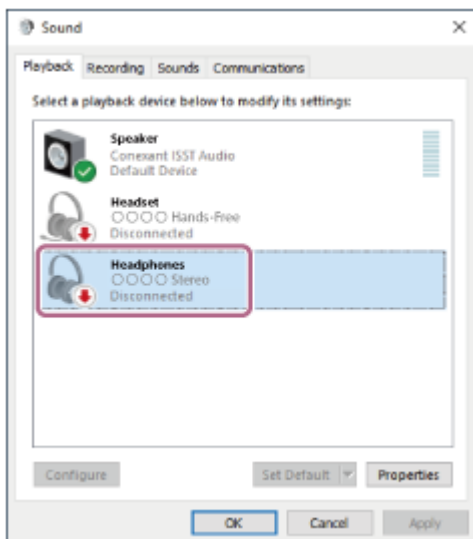 Sound
Playback Recording Sounds Communications
Select a playback device below to modify its settings:
Speaker
Conexant ISST Audio
Default Device
Headset
○○○○ Hands-Free
Disconnected
Headphones
○○○○ Stereo
Disconnected
Configure Set Default Properties
OK Cancel Apply